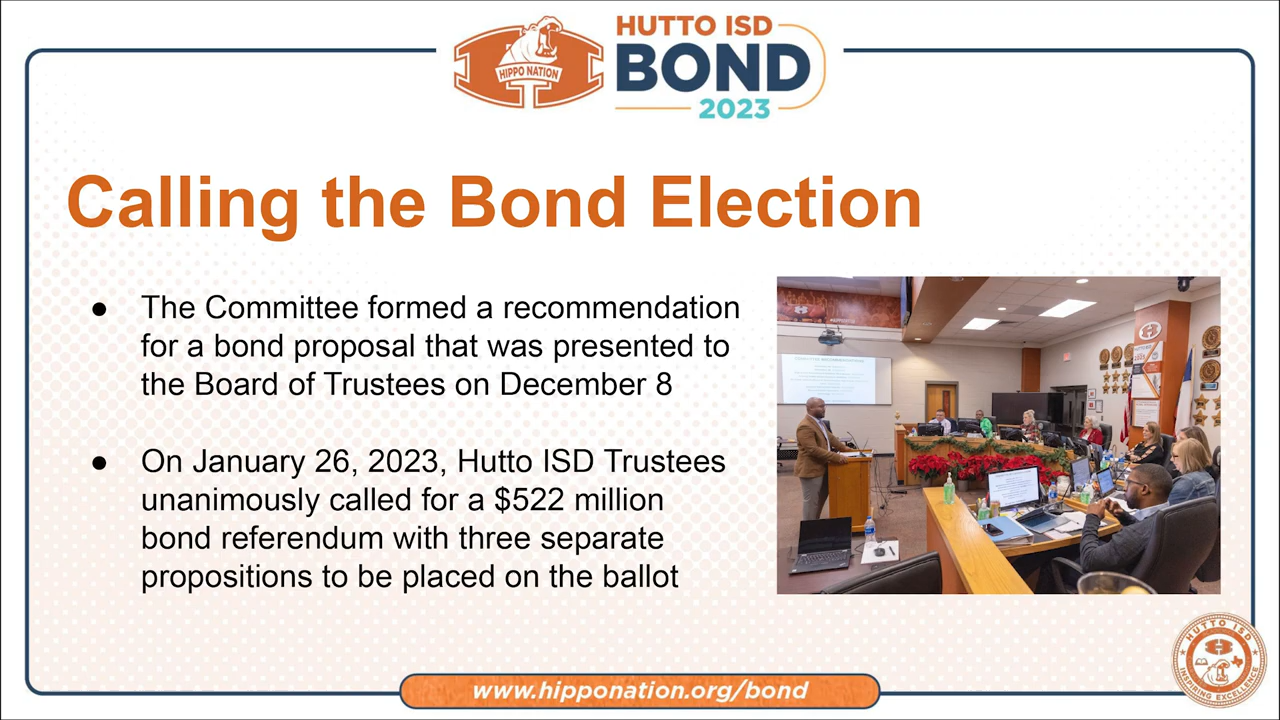 HUTTO ISD
BOND
2023
HIPPO NATION
Calling the Bond Election
● The Committee formed a recommendation
for a bond proposal that was presented to
the Board of Trustees on December 8
● On January 26, 2023, Hutto ISD Trustees
unanimously called for a $522 million
bond referendum with three separate
propositions to be placed on the ballot
HUTTO ISD
INSPIRING EXCELLENCE
www.hipponation.org/bond